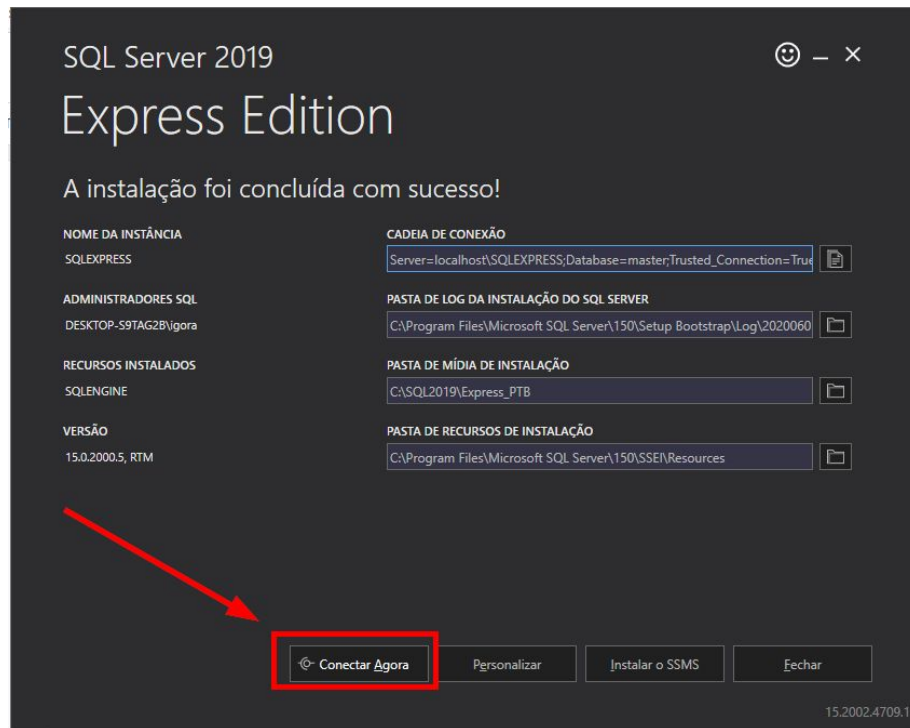 SQL Server 2019
Express Edition
A instalação foi concluída com sucesso!
NOME DA INSTÂNCIA
SQLEXPRESS
CADEIA DE CONEXÃO
Server=localhost\SQLEXPRESS;Database=master;Trusted_Connection=True
ADMINISTRADORES SQL
DESKTOP-S9TAG2B\igora
PASTA DE LOG DA INSTALAÇÃO DO SQL SERVER
C:\Program Files\Microsoft SQL Server\150\Setup Bootstrap\Log\2020060
RECURSOS INSTALADOS
SQLENGINE
PASTA DE MÍDIA DE INSTALAÇÃO
C:\SQL2019\Express_PTB
VERSÃO
15.0.2000.5, RTM
PASTA DE RECURSOS DE INSTALAÇÃO
C:\Program Files\Microsoft SQL Server\150\SSEI\Resources
Conectar Agora
Personalizar
Instalar o SSMS
Fechar
15.2002.4709.1